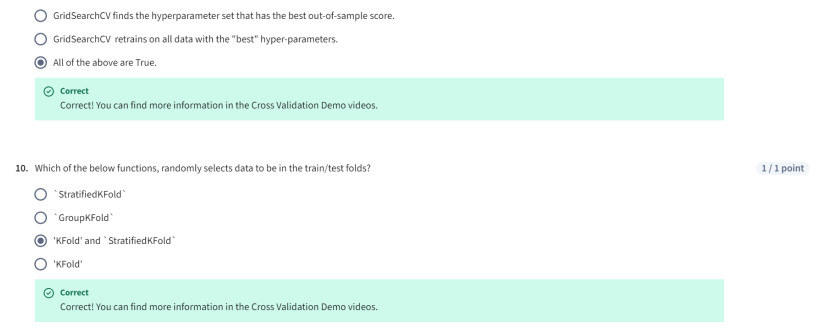 GridSearchCV finds the hyperparameter set that has the best out-of-sample score.
GridSearchCV retrains on all data with the "best" hyper-parameters.
All of the above are True.
Correct
Correct! You can find more information in the Cross Validation Demo videos.
10. Which of the below functions, randomly selects data to be in the train/test folds? 1 / 1 point
`StratifiedKFold`
`GroupKFold`
'KFold' and `StratifiedKFold`
'KFold'
Correct
Correct! You can find more information in the Cross Validation Demo videos.